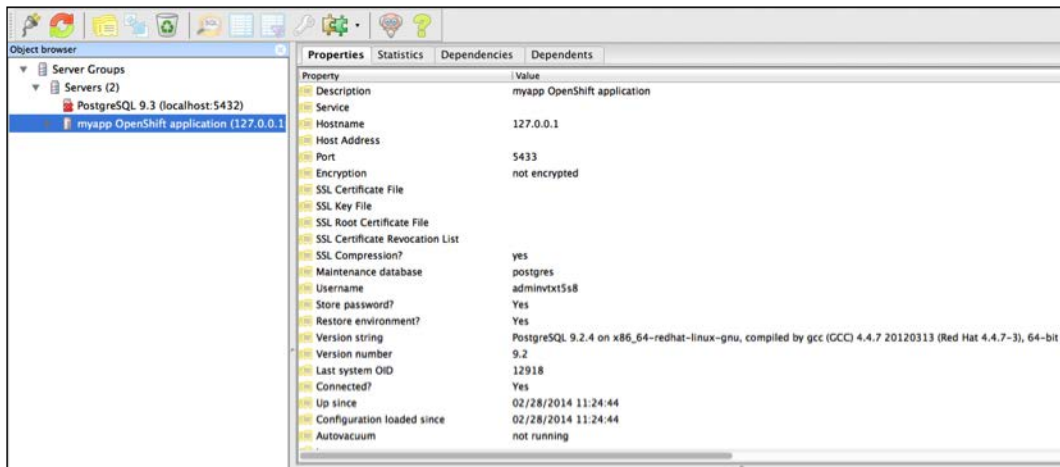 Object browser
Server Groups
Servers (2)
PostgreSQL 9.3 (localhost:5432)
myapp OpenShift application (127.0.0.1
Properties Statistics Dependencies Dependents
Property Value
Description myapp OpenShift application
Service
Hostname 127.0.0.1
Host Address
Port 5433
Encryption not encrypted
SSL Certificate File
SSL Key File
SSL Root Certificate File
SSL Certificate Revocation List
SSL Compression? yes
Maintenance database postgres
Username adminvtxt5s8
Store password? Yes
Restore environment? Yes
Version string PostgreSQL 9.2.4 on x86_64-redhat-linux-gnu, compiled by gcc (GCC) 4.4.7 20120313 (Red Hat 4.4.7-3), 64-bit
Version number 9.2
Last system OID 12918
Connected? Yes
Up since 02/28/2014 11:24:44
Configuration loaded since 02/28/2014 11:24:44
Autovacuum not running